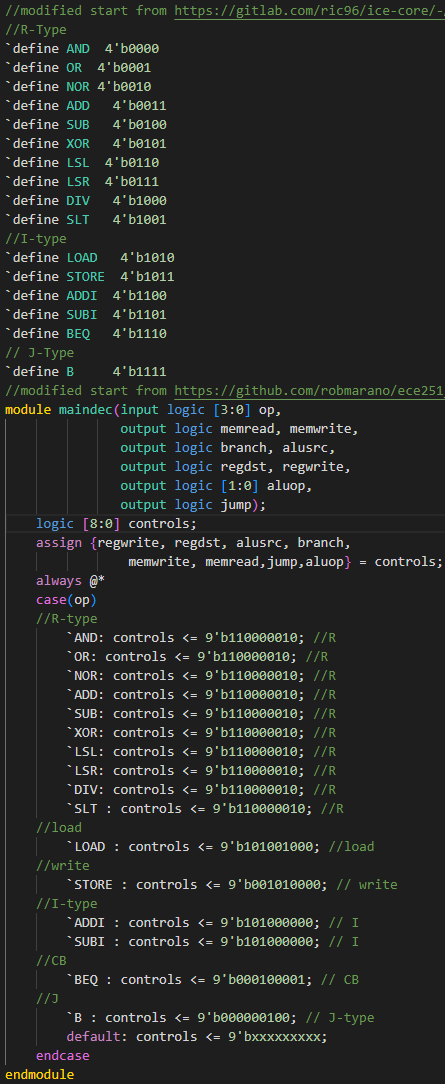 //modified start from https://gitlab.com/ric96/ice-core/-/
//R-Type
`define AND  4'b0000
`define OR  4'b0001
`define NOR 4'b0010
`define ADD   4'b0011
`define SUB   4'b0100
`define XOR   4'b0101
`define LSL   4'b0110
`define LSR   4'b0111
`define DIV   4'b1000
`define SLT   4'b1001
//I-type
`define LOAD   4'b1010
`define STORE  4'b1011
`define ADDI   4'b1100
`define SUBI   4'b1101
`define BEQ    4'b1110
// J-Type
`define B      4'b1111
//modified start from https://github.com/robmarano/ece251
module maindec(input logic [3:0] op,
               output logic memread, memwrite,
               output logic branch, alusrc,
               output logic regdst, regwrite,
               output logic [1:0] aluop,
               output logic jump);
    logic [8:0] controls;
    assign {regwrite, regdst, alusrc, branch,
                memwrite, memread,jump,aluop} = controls;
    always @*
    case(op)
    //R-type
        `AND: controls <= 9'b110000010; //R
        `OR: controls <= 9'b110000010; //R
        `NOR: controls <= 9'b110000010; //R
        `ADD: controls <= 9'b110000010; //R
        `SUB: controls <= 9'b110000010; //R
        `XOR: controls <= 9'b110000010; //R
        `LSL: controls <= 9'b110000010; //R
        `LSR: controls <= 9'b110000010; //R
        `DIV: controls <= 9'b110000010; //R
        `SLT : controls <= 9'b110000010; //R
    //load
        `LOAD : controls <= 9'b101001000; //load
    //write
        `STORE : controls <= 9'b001010000; // write
    //I-type
        `ADDI : controls <= 9'b101000000; // I
        `SUBI : controls <= 9'b101000000; // I
    //CB
        `BEQ : controls <= 9'b000100001; // CB
    //J
        `B : controls <= 9'b000000100; // J-type
        default: controls <= 9'bxxxxxxxxx;
    endcase
endmodule